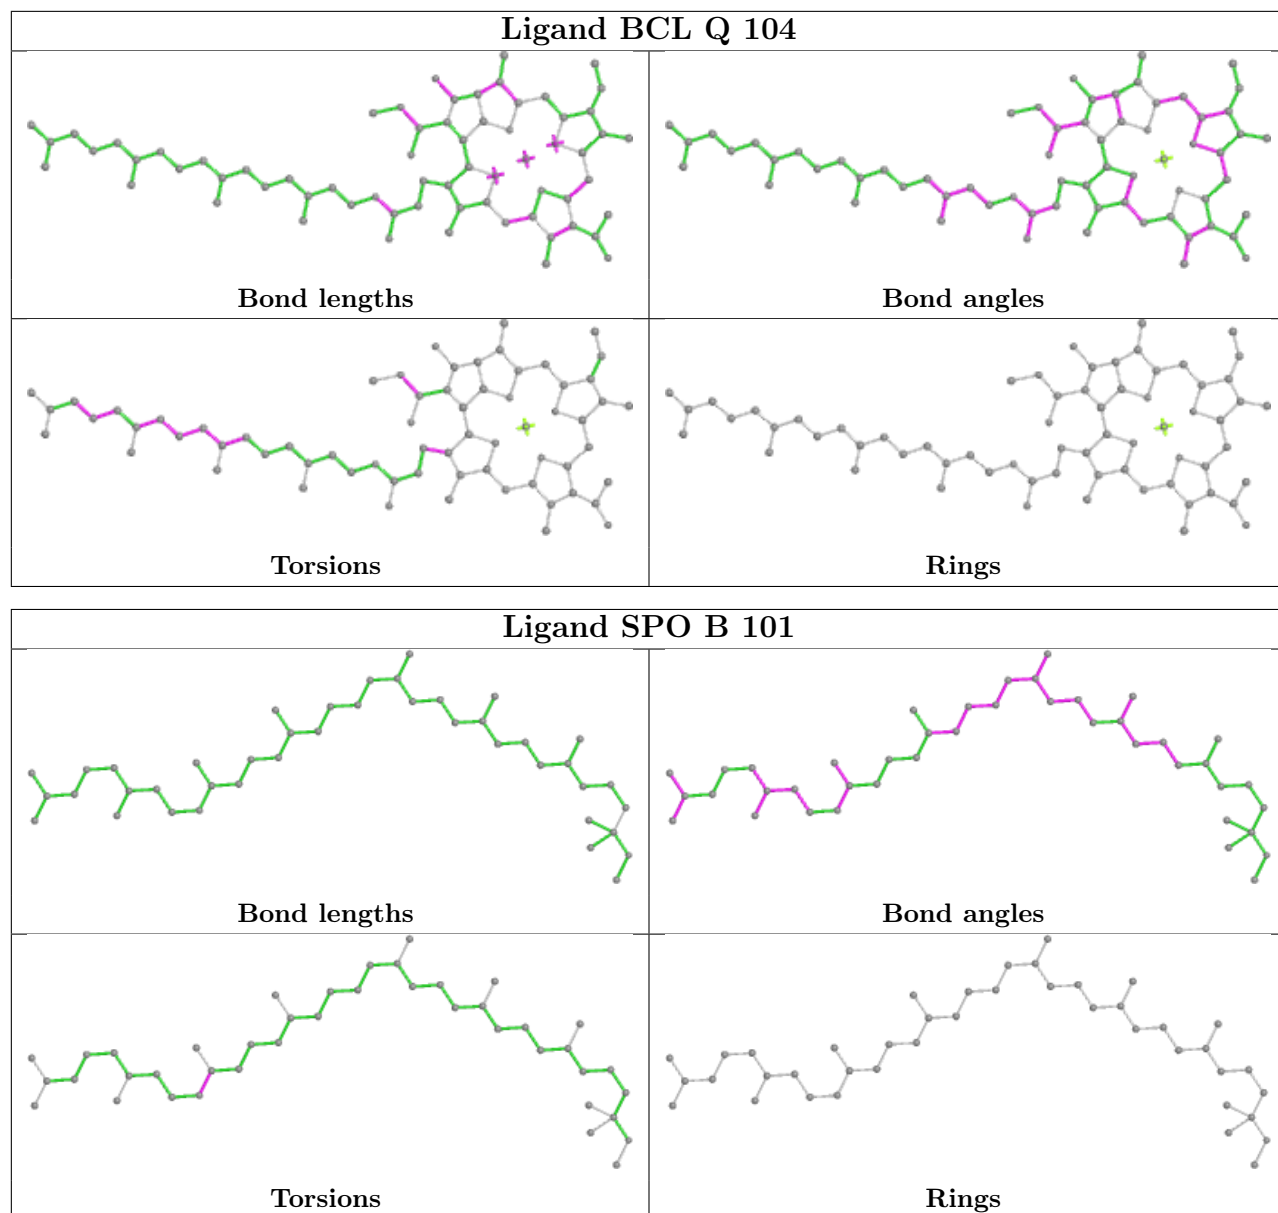 Ligand BCL Q 104
Bond lengths
Bond angles
Torsions
Rings
Ligand SPO B 101
Bond lengths
Bond angles
Torsions
Rings